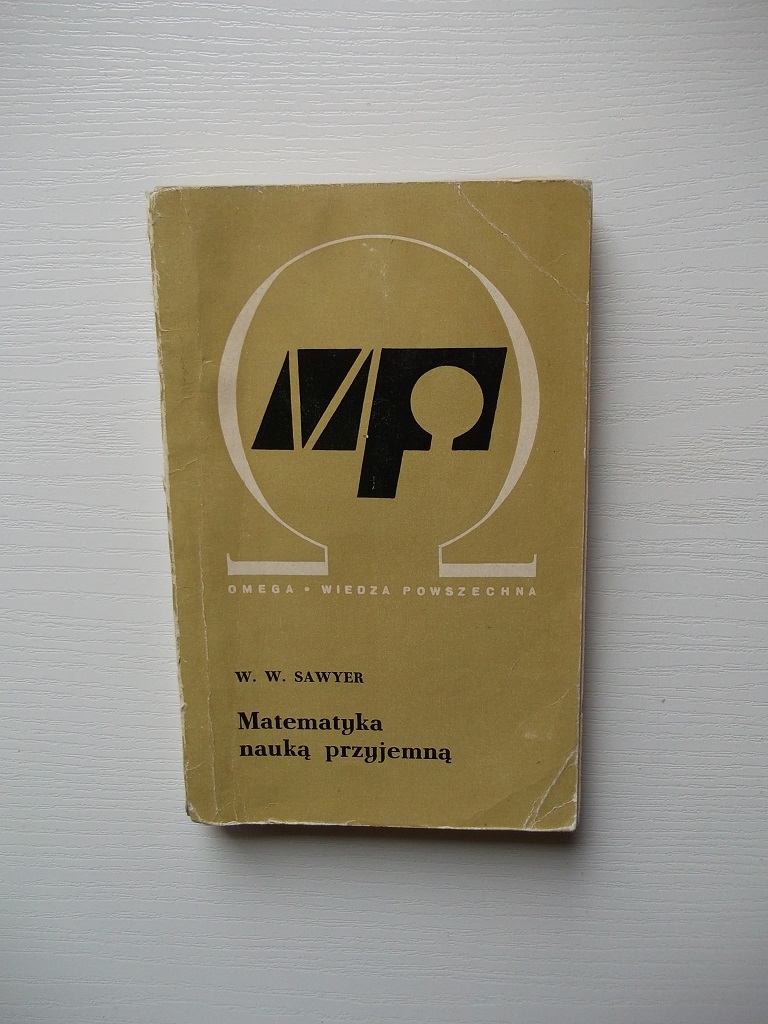 OMEGA • WIEDZA POWSZECHNA
W. W. SAWYER
Matematyka
nauką przyjemną